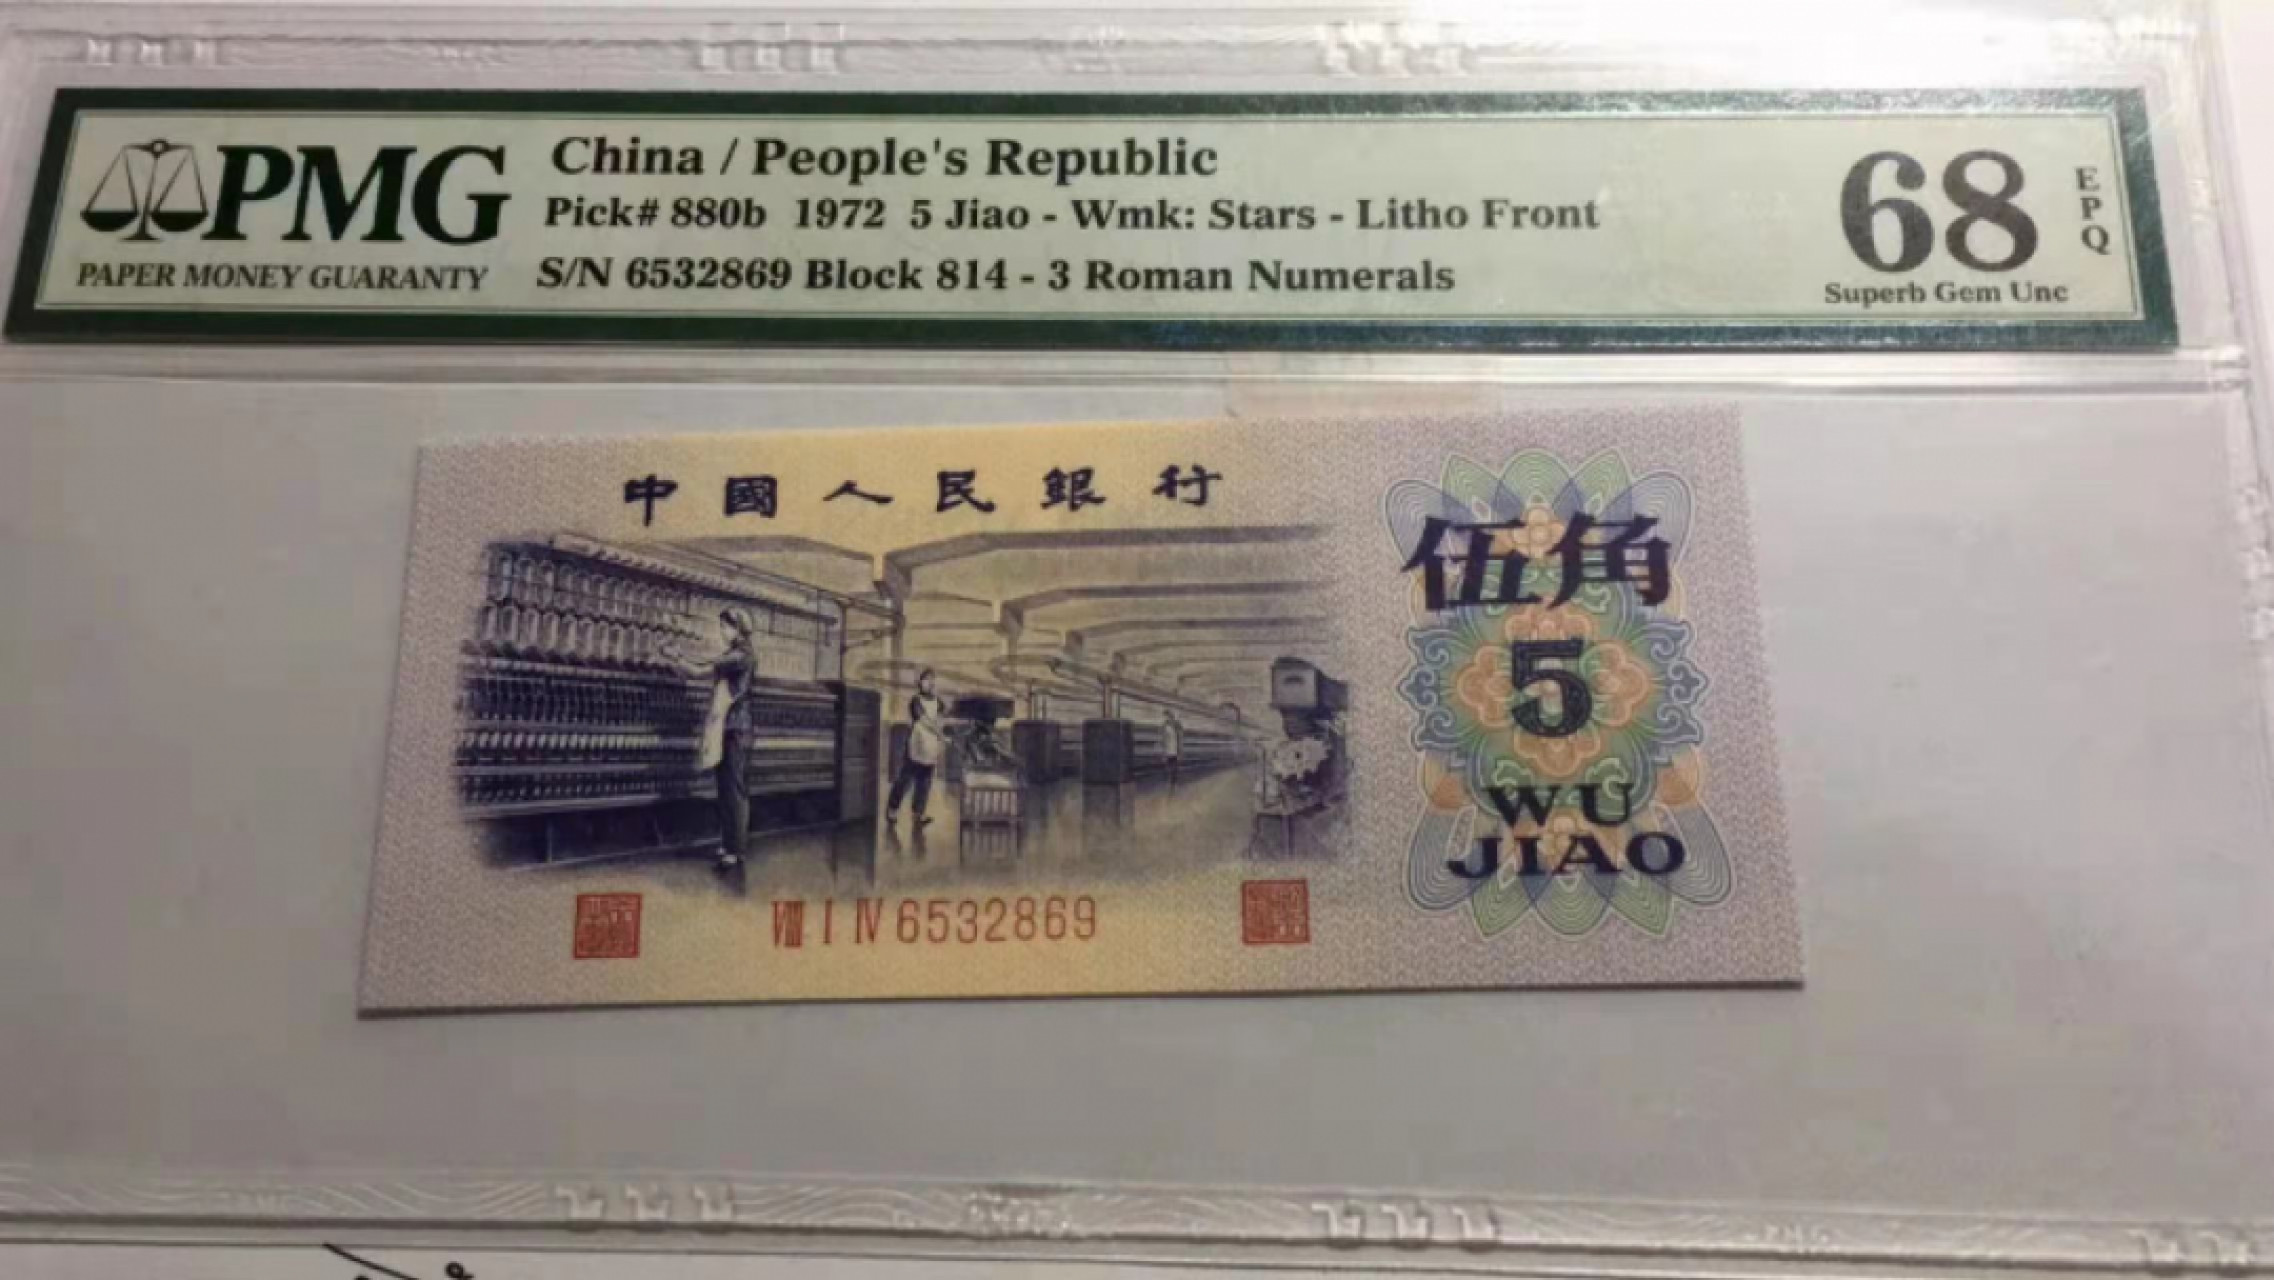 PMG
PAPER MONEY GUARANTY
China / People's Republic
Pick# 880b 1972 5 Jiao - Wmk: Stars - Litho Front
S/N 6532869 Block 814 - 3 Roman Numerals
68
EPQ
Superb Gem Unc
中國人民銀行
伍角
5
WU
JIAO
VIII I IV 6532869